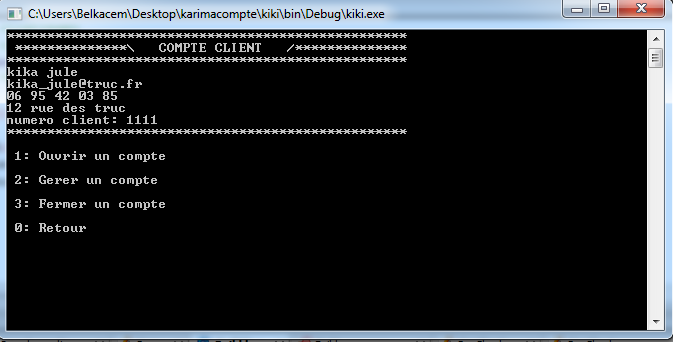 C:\Users\Belkacem\Desktop\karimacompte\kiki\bin\Debug\kiki.exe
**************************************************
**************\   COMPTE CLIENT   /**************
**************************************************
kika jule
kika_jule@truc.fr
06 95 42 03 85
12 rue des truc
numero client: 1111
**************************************************
1: Ouvrir un compte
2: Gerer un compte
3: Fermer un compte
0: Retour